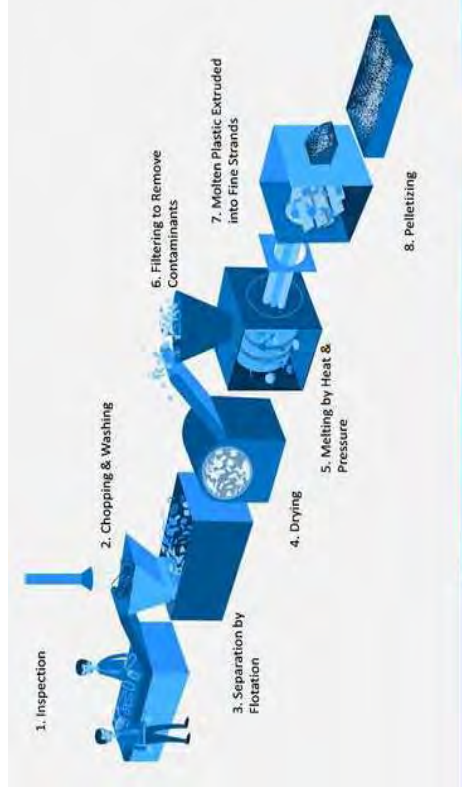 1. Inspection
2. Chopping & Washing
3. Separation by
Flotation
4. Drying
5. Melting by Heat &
Pressure
6. Filtering to Remove
Contaminants
7. Molten Plastic Extruded
into Fine Strands
8. Pelletizing